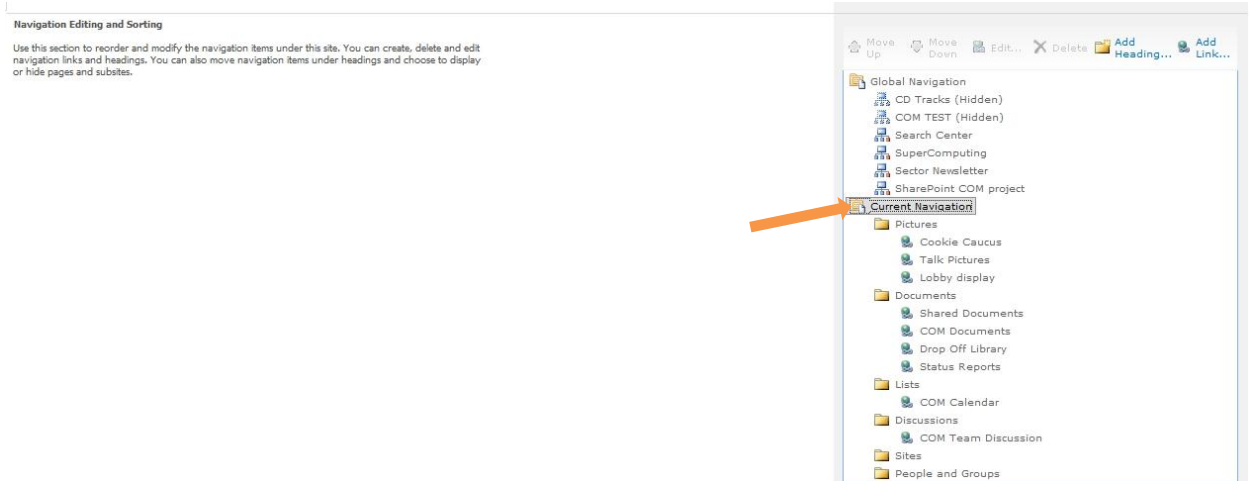 Navigation Editing and Sorting
Use this section to reorder and modify the navigation items under this site. You can create, delete and edit
navigation links and headings. You can also move navigation items under headings and choose to display
or hide pages and subsites.
Move Up Move Down Edit... Delete Add Heading... Add Link...
Global Navigation
CD Tracks (Hidden)
COM TEST (Hidden)
Search Center
SuperComputing
Sector Newsletter
SharePoint COM project
Current Navigation
Pictures
Cookie Caucus
Talk Pictures
Lobby display
Documents
Shared Documents
COM Documents
Drop Off Library
Status Reports
Lists
COM Calendar
Discussions
COM Team Discussion
Sites
People and Groups